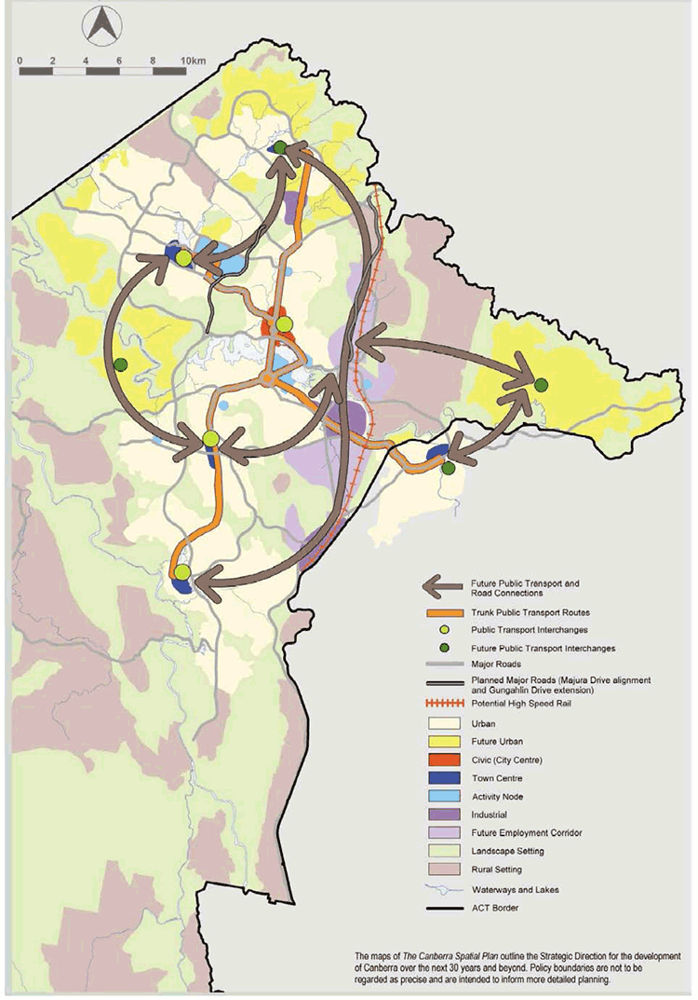 0 2 4 6 8 10km
Future Public Transport and
Road Connections
Trunk Public Transport Routes
Public Transport Interchanges
Future Public Transport Interchanges
Major Roads
Planned Major Roads (Majura Drive alignment
and Gungahlin Drive extension)
Potential High Speed Rail
Urban
Future Urban
Civic (City Centre)
Town Centre
Activity Node
Industrial
Future Employment Corridor
Landscape Setting
Rural Setting
Waterways and Lakes
ACT Border
The maps of The Canberra Spatial Plan outline the Strategic Direction for the development
of Canberra over the next 30 years and beyond. Policy boundaries are not to be
regarded as precise and are intended to inform more detailed planning.